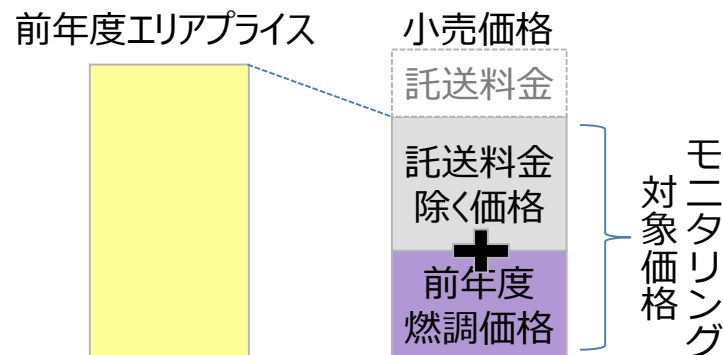 前年度エリアプライス
小売価格
託送料金
託送料金
除く価格
+
前年度
燃調価格
モニタリング
対象価格